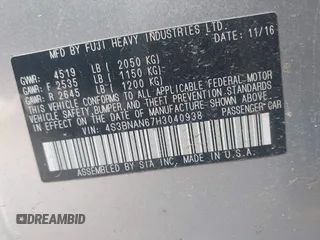 MFD BY FUJI HEAVY INDUSTRIES LTD.
DATE: 11/16
GVWR: 4519 LB ( 2050 KG)
GAWR: F 2535 LB ( 1150 KG)
GAWR: R 2645 LB ( 1200 KG)
THIS VEHICLE CONFORMS TO ALL APPLICABLE FEDERAL MOTOR
VEHICLE SAFETY, BUMPER, AND THEFT PREVENTION STANDARDS
IN EFFECT ON THE DATE OF MANUFACTURE SHOWN ABOVE.
VIN: 4S3BNAN67H3040938 PASSENGER CAR
ASSEMBLED BY SIA INC, MADE IN U.S.A.
DREAMBID